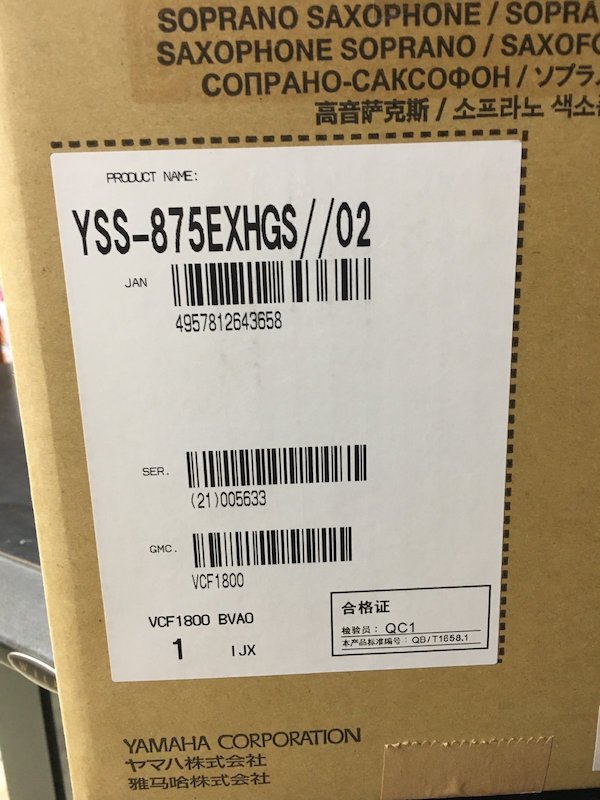 SOPRANO SAXOPHONE / SOPRA
SAXOPHONE SOPRANO / SAXOFO
СОПРАНО-САКСОФОН / ソプラ
高音萨克斯 / 소프라노 색소
PRODUCT NAME:
YSS-875EXHGS//02
JAN
4957812643658
SER.
(21)005633
GMC.
VCF1800
VCF1800 BVA0
1 IJX
合格证
检验员: QC1
本产品标准编号: QB/T1658.1
YAMAHA CORPORATION
ヤマハ株式会社
雅马哈株式会社